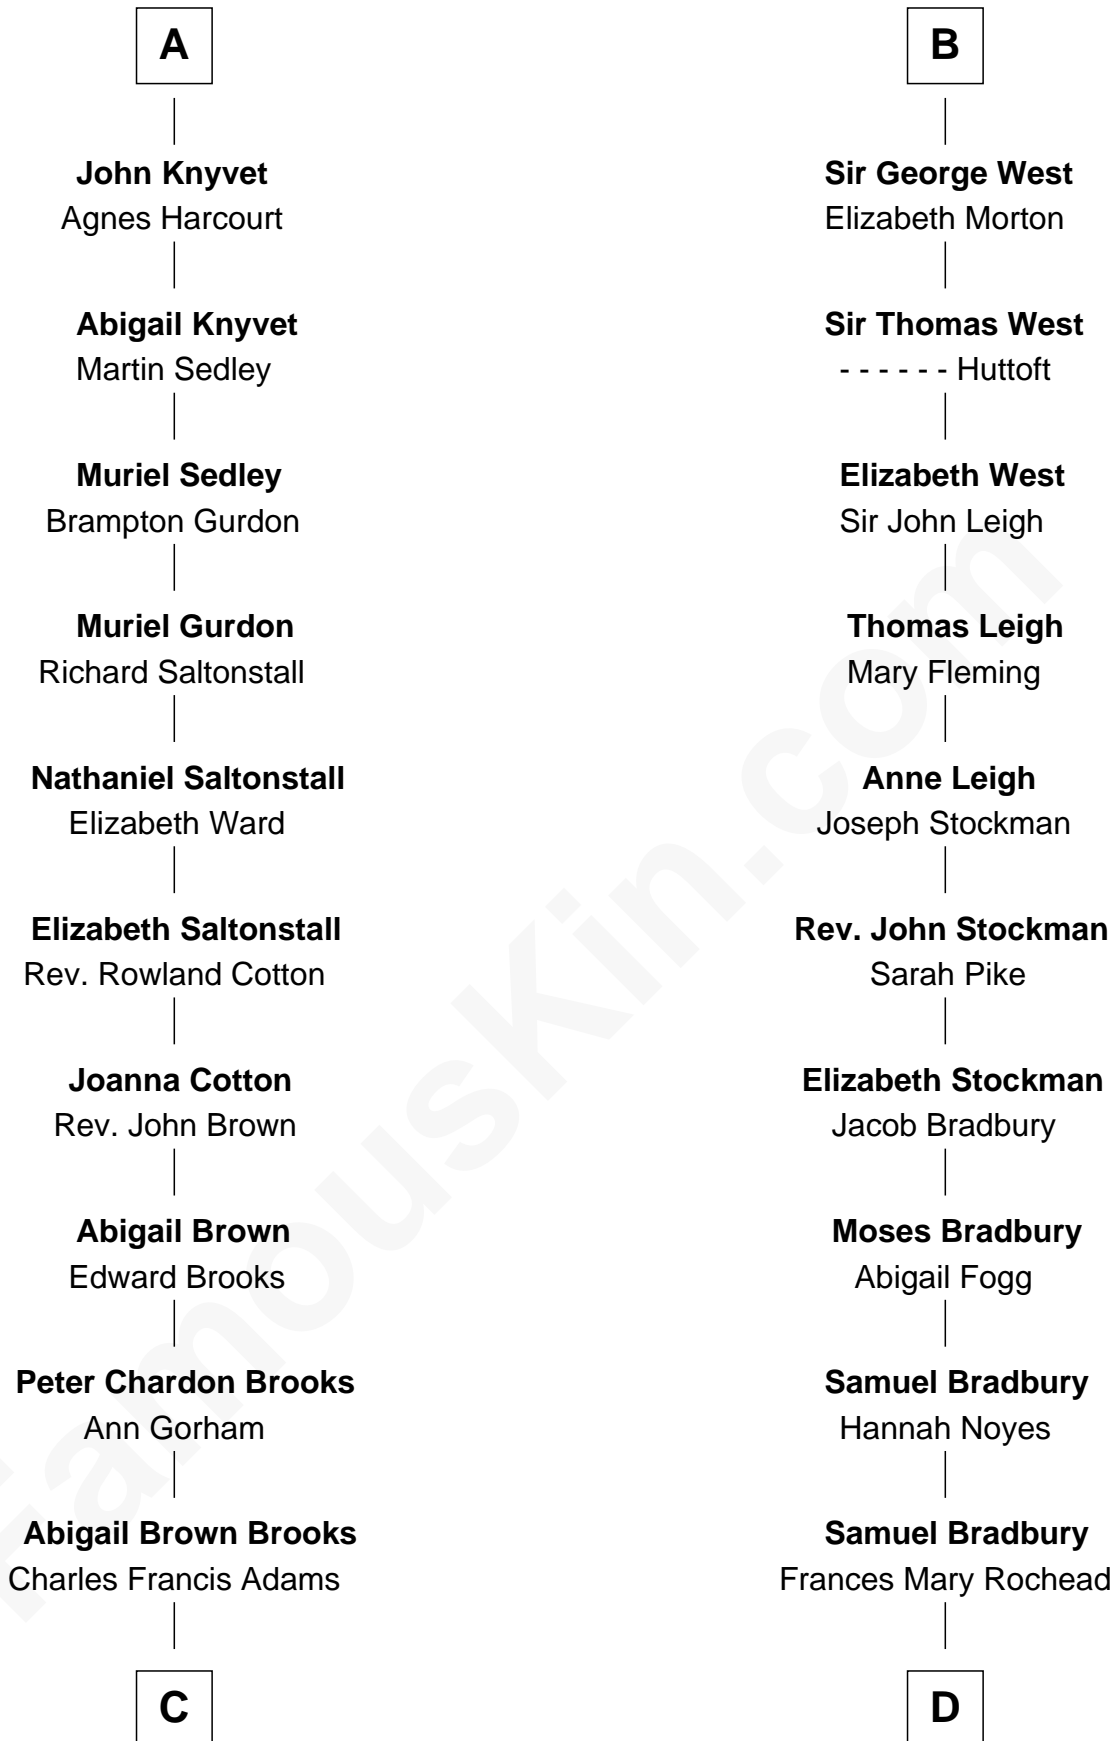 A
John Knyvet
Agnes Harcourt
Abigail Knyvet
Martin Sedley
Muriel Sedley
Brampton Gurdon
Muriel Gurdon
Richard Saltonstall
Nathaniel Saltonstall
Elizabeth Ward
Elizabeth Saltonstall
Rev. Rowland Cotton
Joanna Cotton
Rev. John Brown
Abigail Brown
Edward Brooks
Peter Chardon Brooks
Ann Gorham
Abigail Brown Brooks
Charles Francis Adams
C
B
Sir George West
Elizabeth Morton
Sir Thomas West
- - - - - - Huttoft
Elizabeth West
Sir John Leigh
Thomas Leigh
Mary Fleming
Anne Leigh
Joseph Stockman
Rev. John Stockman
Sarah Pike
Elizabeth Stockman
Jacob Bradbury
Moses Bradbury
Abigail Fogg
Samuel Bradbury
Hannah Noyes
Samuel Bradbury
Frances Mary Rochead
D
FamousKin.com